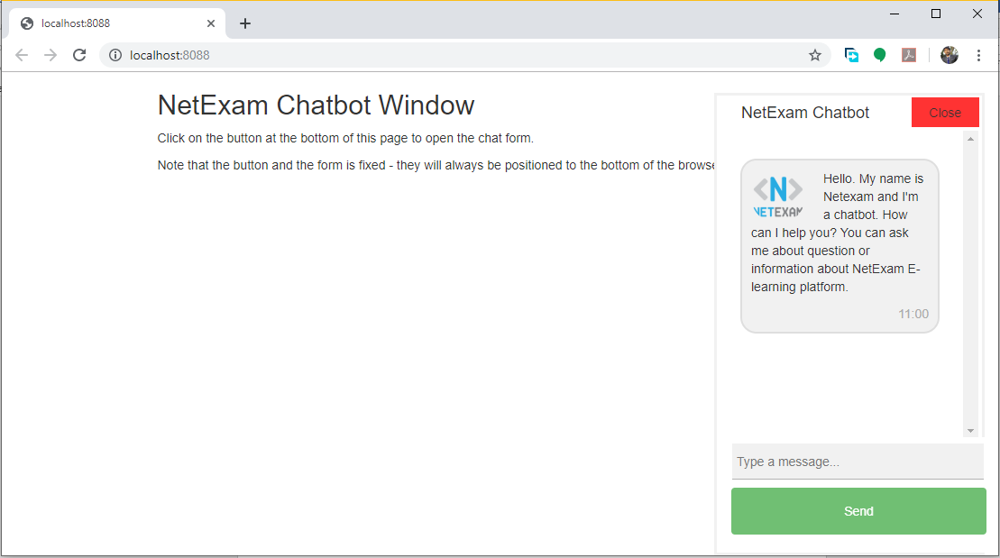 localhost:8088
localhost:8088
NetExam Chatbot Window
Click on the button at the bottom of this page to open the chat form.
Note that the button and the form is fixed - they will always be positioned to the bottom of the browse
NetExam Chatbot
Close
<N>
NETEXAM
Hello. My name is
Netexam and I'm
a chatbot. How
can I help you? You can ask
me about question or
information about NetExam E-
learning platform.
11:00
Type a message...
Send